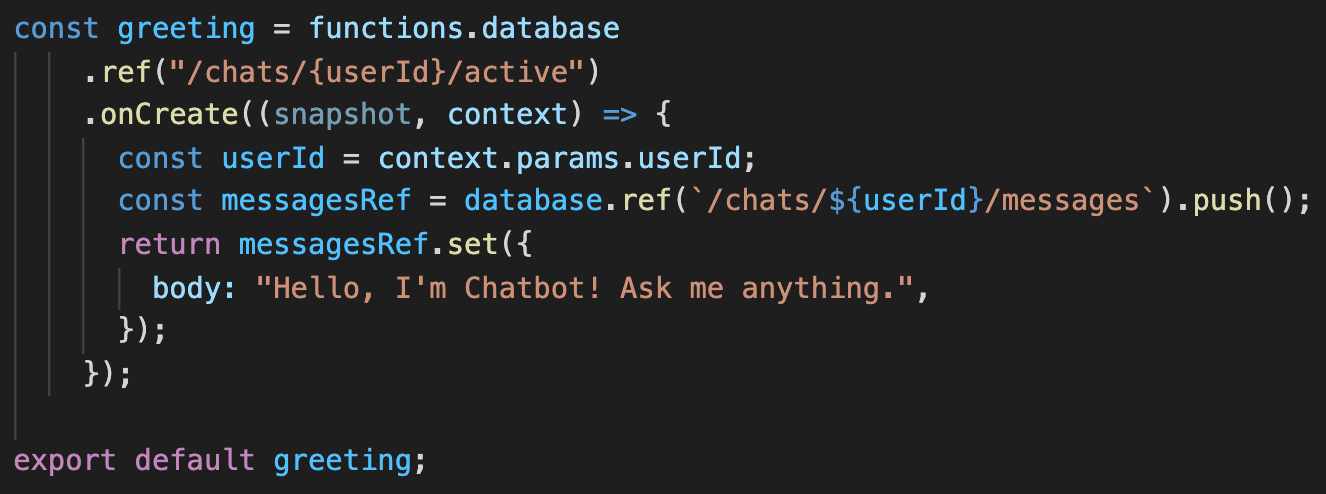 const greeting = functions.database
.ref("/chats/{userId}/active")
.onCreate((snapshot, context) => {
const userId = context.params.userId;
const messagesRef = database.ref(`/chats/${userId}/messages`).push();
return messagesRef.set({
body: "Hello, I'm Chatbot! Ask me anything.",
});
});
export default greeting;